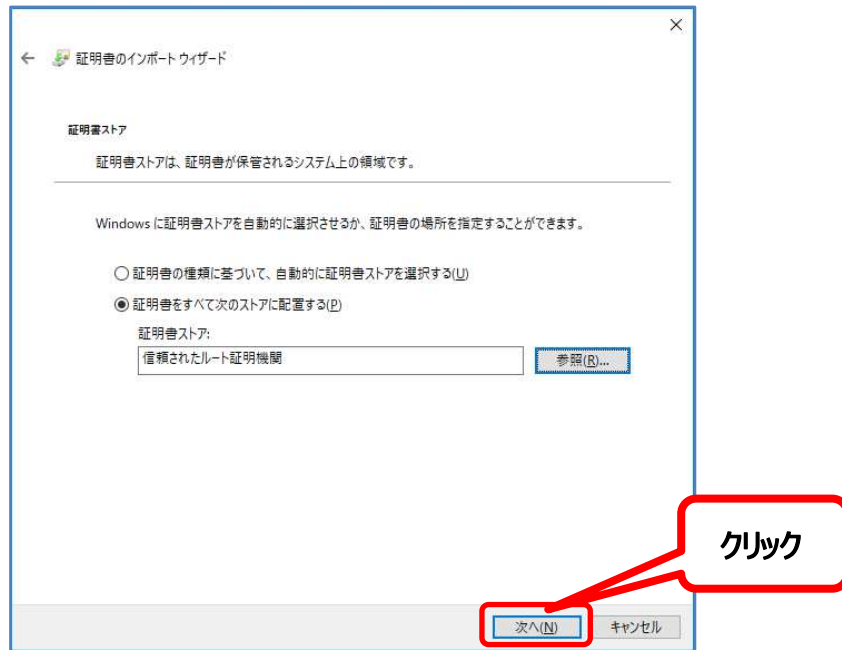 証明書のインポート ウィザード
証明書ストア
証明書ストアは、証明書が保管されるシステム上の領域です。
Windows に証明書ストアを自動的に選択させるか、証明書の場所を指定することができます。
証明書の種類に基づいて、自動的に証明書ストアを選択する(U)
証明書をすべて次のストアに配置する(P)
証明書ストア:
信頼されたルート証明機関
参照(R)...
クリック
次へ(N)
キャンセル